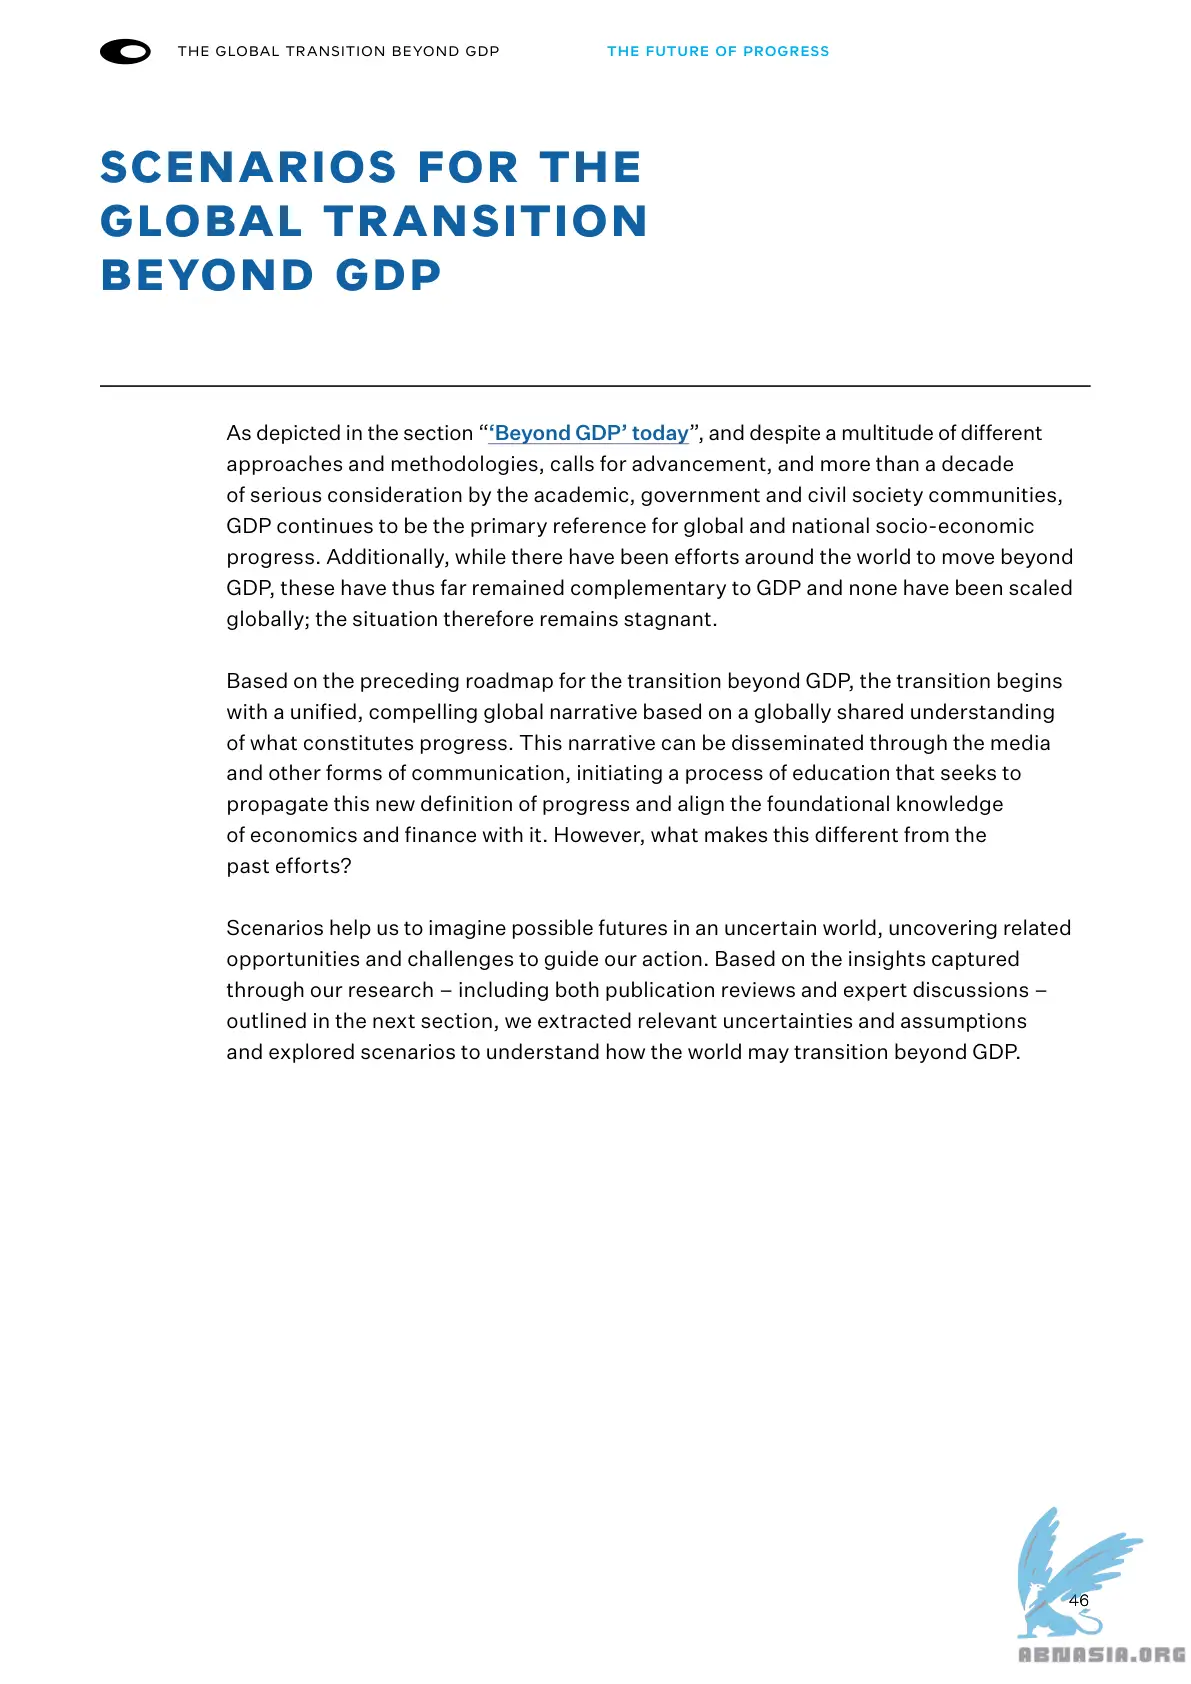 THE GLOBAL TRANSITION BEYOND GDP
THE FUTURE OF PROGRESS
SCENARIOS FOR THE
GLOBAL TRANSITION
BEYOND GDP
As depicted in the section “‘Beyond GDP’ today”, and despite a multitude of different
approaches and methodologies, calls for advancement, and more than a decade
of serious consideration by the academic, government and civil society communities,
GDP continues to be the primary reference for global and national socio-economic
progress. Additionally, while there have been efforts around the world to move beyond
GDP, these have thus far remained complementary to GDP and none have been scaled
globally; the situation therefore remains stagnant.
Based on the preceding roadmap for the transition beyond GDP, the transition begins
with a unified, compelling global narrative based on a globally shared understanding
of what constitutes progress. This narrative can be disseminated through the media
and other forms of communication, initiating a process of education that seeks to
propagate this new definition of progress and align the foundational knowledge
of economics and finance with it. However, what makes this different from the
past efforts?
Scenarios help us to imagine possible futures in an uncertain world, uncovering related
opportunities and challenges to guide our action. Based on the insights captured
through our research – including both publication reviews and expert discussions –
outlined in the next section, we extracted relevant uncertainties and assumptions
and explored scenarios to understand how the world may transition beyond GDP.
46
ABNASIA.ORG